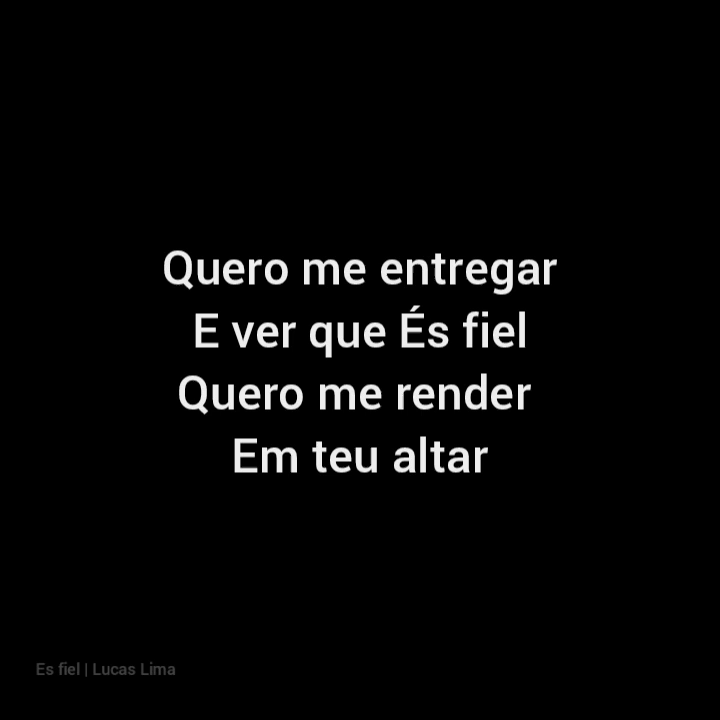 Quero me entregar
E ver que És fiel
Quero me render
Em teu altar
Es fiel | Lucas Lima